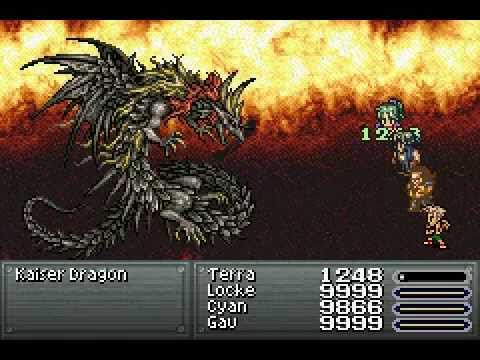 Kaiser Dragon
Terra 1248
Locke 9999
Cyan 9866
Gau 9999